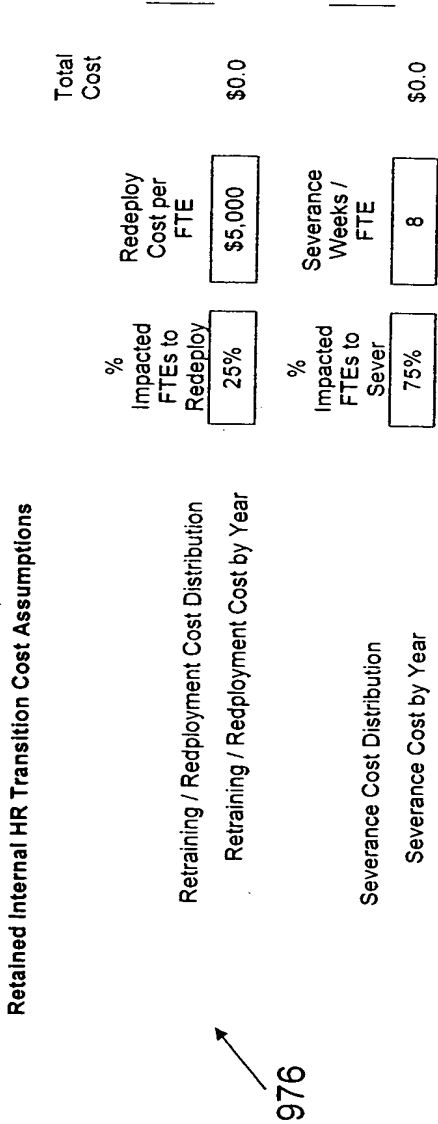 Retained Internal HR Transition Cost Assumptions
Total
Cost
%
Impacted
FTEs to
Redeploy
Redeploy
Cost per
FTE
Retraining / Redployment Cost Distribution
25%
$5,000
Retraining / Redployment Cost by Year
$0.0
%
Impacted
FTEs to
Sever
Severance
Weeks /
FTE
Severance Cost Distribution
75%
8
Severance Cost by Year
$0.0
976